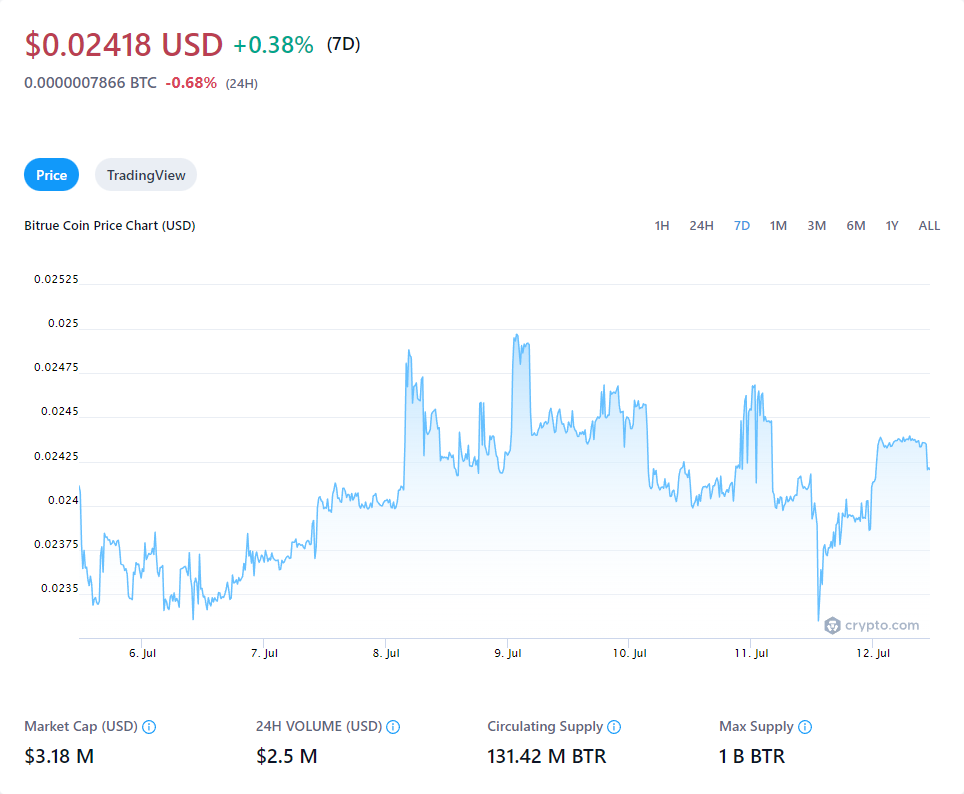 $0.02418 USD +0.38% (7D)
0.0000007866 BTC -0.68% (24H)
Price TradingView
Bitrue Coin Price Chart (USD) 1H 24H 7D 1M 3M 6M 1Y ALL
0.02525
0.025
0.02475
0.0245
0.02425
0.024
0.02375
0.0235
crypto.com
6. Jul 7. Jul 8. Jul 9. Jul 10. Jul 11. Jul 12. Jul
Market Cap (USD) 24H VOLUME (USD) Circulating Supply Max Supply
$3.18 M $2.5 M 131.42 M BTR 1 B BTR